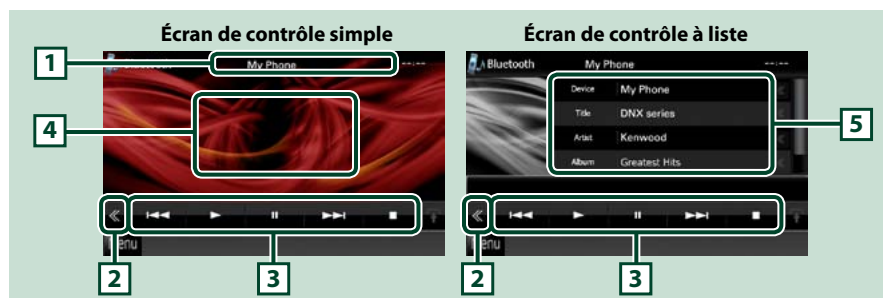 Écran de contrôle simple
Écran de contrôle à liste
1
My Phone
--:--
4
2
3
Bluetooth
My Phone
--:--
Device My Phone
Title DNX series
Artist Kenwood
Album Greatest Hits
5
2
3